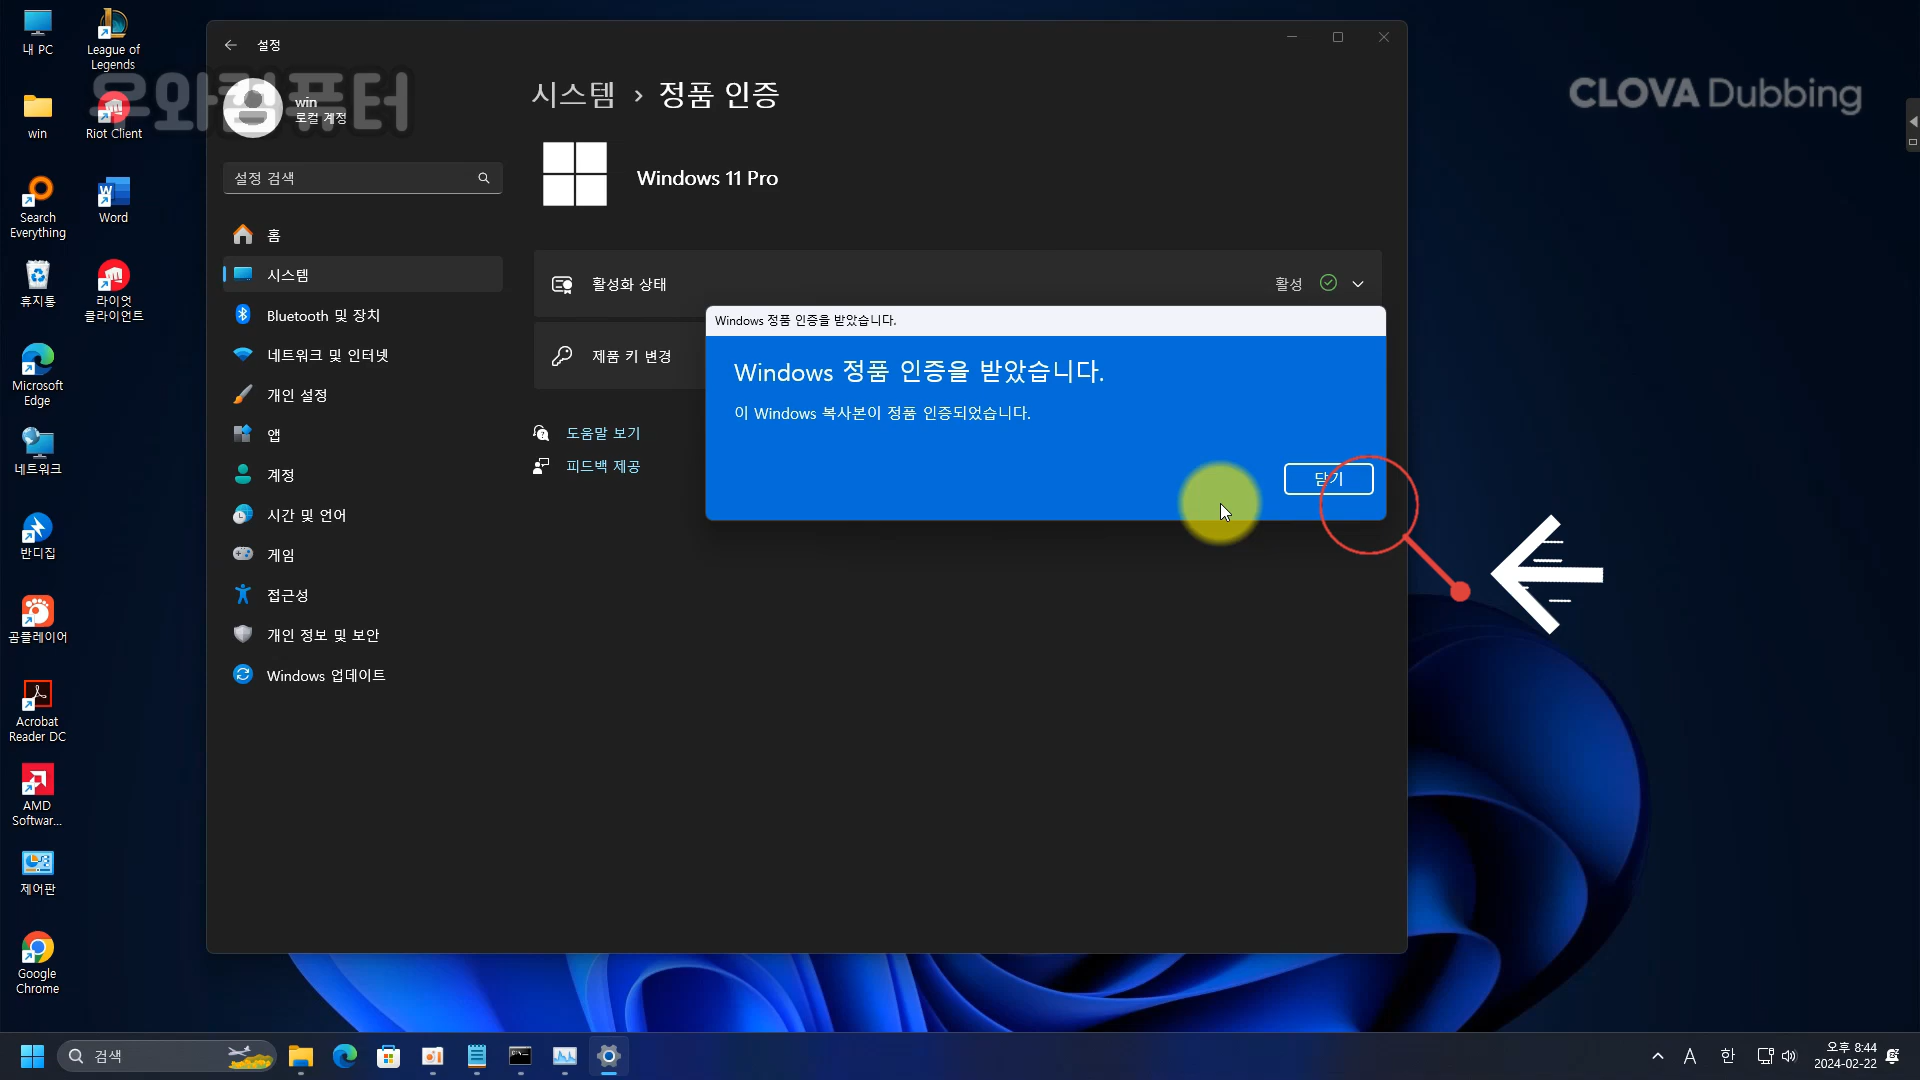 내 PC
League of
Legends
win
Riot Client
Search
Everything
Word
휴지통
라이엇
클라이언트
Microsoft
Edge
네트워크
반디집
곰플레이어
Acrobat
Reader DC
AMD
Softwar...
제어판
Google
Chrome
우와컴퓨터
CLOVA Dubbing
설정
win
로컬 계정
설정 검색
홈
시스템
Bluetooth 및 장치
네트워크 및 인터넷
개인 설정
앱
계정
시간 및 언어
게임
접근성
개인 정보 및 보안
Windows 업데이트
시스템 › 정품 인증
Windows 11 Pro
활성화 상태
활성
제품 키 변경
도움말 보기
피드백 제공
Windows 정품 인증을 받았습니다.
Windows 정품 인증을 받았습니다.
이 Windows 복사본이 정품 인증되었습니다.
닫기
검색
A 한
오후 8:44
2024-02-22